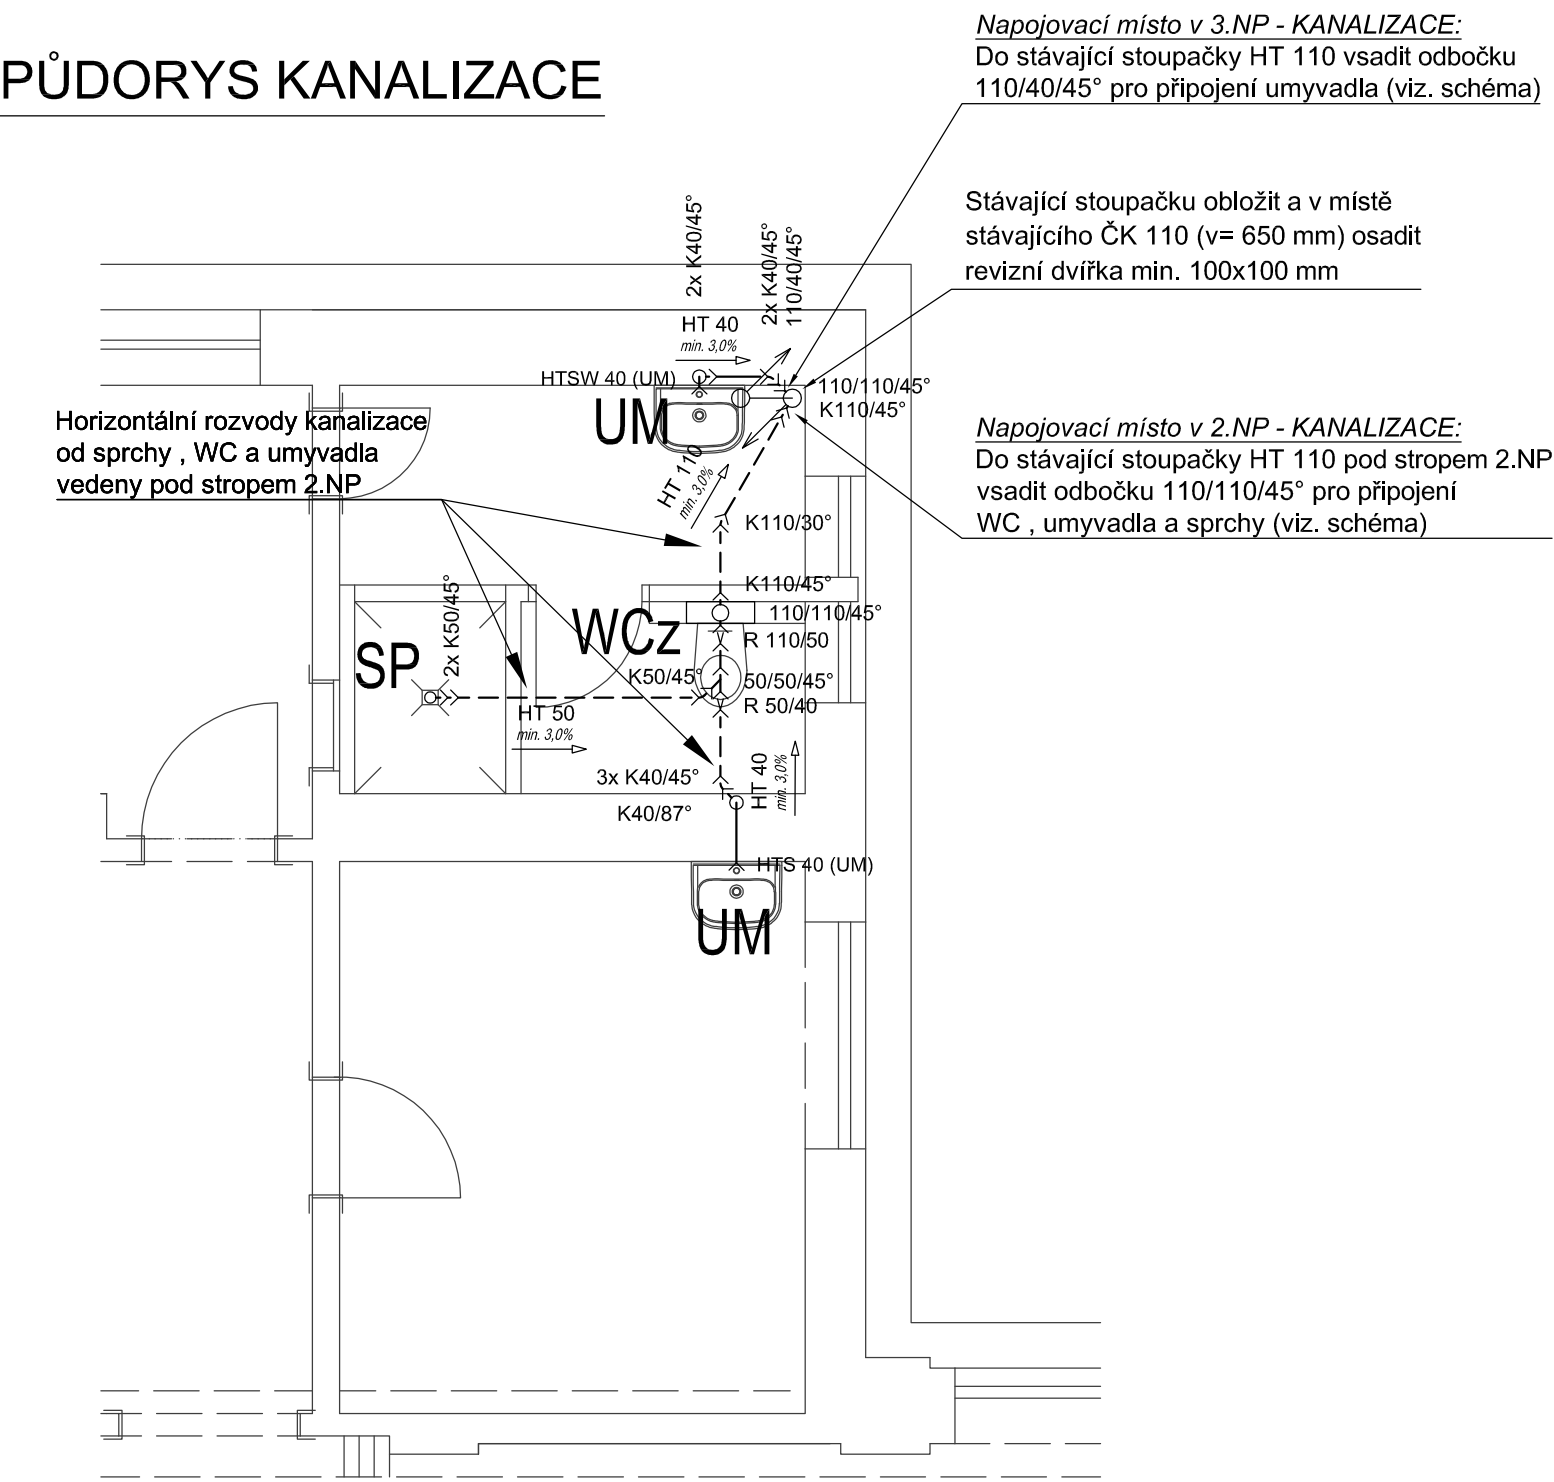 PŮDORYS KANALIZACE
Napojovací místo v 3.NP - KANALIZACE:
Do stávající stoupačky HT 110 vsadit odbočku
110/40/45° pro připojení umyvadla (viz. schéma)
Stávající stoupačku obložit a v místě
stávajícího ČK 110 (v= 650 mm) osadit
revizní dvířka min. 100x100 mm
2x K40/45°
2x K40/45°
110/40/45°
HT 40
min. 3,0%
HTSW 40 (UM)
110/110/45°
K110/45°
UM
Horizontální rozvody kanalizace
od sprchy , WC a umyvadla
vedeny pod stropem 2.NP
Napojovací místo v 2.NP - KANALIZACE:
Do stávající stoupačky HT 110 pod stropem 2.NP
vsadit odbočku 110/110/45° pro připojení
WC , umyvadla a sprchy (viz. schéma)
HT 110
min. 3,0%
K110/30°
K110/45°
110/110/45°
2x K50/45°
WCz
R 110/50
SP
K50/45°
50/50/45°
R 50/40
HT 50
min. 3,0%
3x K40/45°
HT 40
min. 3,0%
K40/87°
HTS 40 (UM)
UM